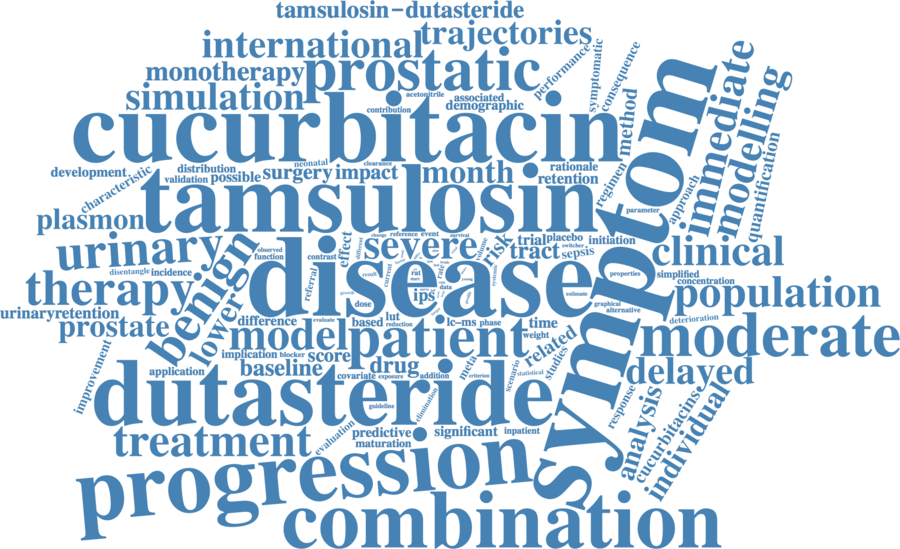 tamsulosin-dutasteride
international
trajectories
monotherapy
prostatic
performance
symptomatic
consequence
simulation
acetonitrile
associated
demographic
contribution
cucurbitacin
method
symptom
immediate
modelling
quantification
development
characteristic
distribution
validation
possible
neonatal
surgery
clearance
impact
month
rationale
retention
regimen
approach
parameter
plasmon
tamsulosin
urinary
benign
observed
function
contrast
effect
severe
change
reference
event
survival
risk
trial
placebo
switcher
initiation
tract
sepsis
clinical
disentangle
incidence
therapy
lower
referral
disease
result
current
rat
rate
data
ips
volume
properties
simplified
concentration
population
estimate
graphical
alternative
deterioration
urinaryretention
prostate
difference
evaluate
dose
based
lut
reduction
lc-ms
phase
time
weight
model
patient
related
moderate
improvement
implication
blocker
score
application
baseline
drug
covariate
exposure
addition
meta
criterion
scenario
statistical
studies
delayed
dutasteride
guideline
elimination
response
analysis
cucurbitacinse
individual
treatment
evaluation
predictive
maturation
significant
inpatient
progression
combination